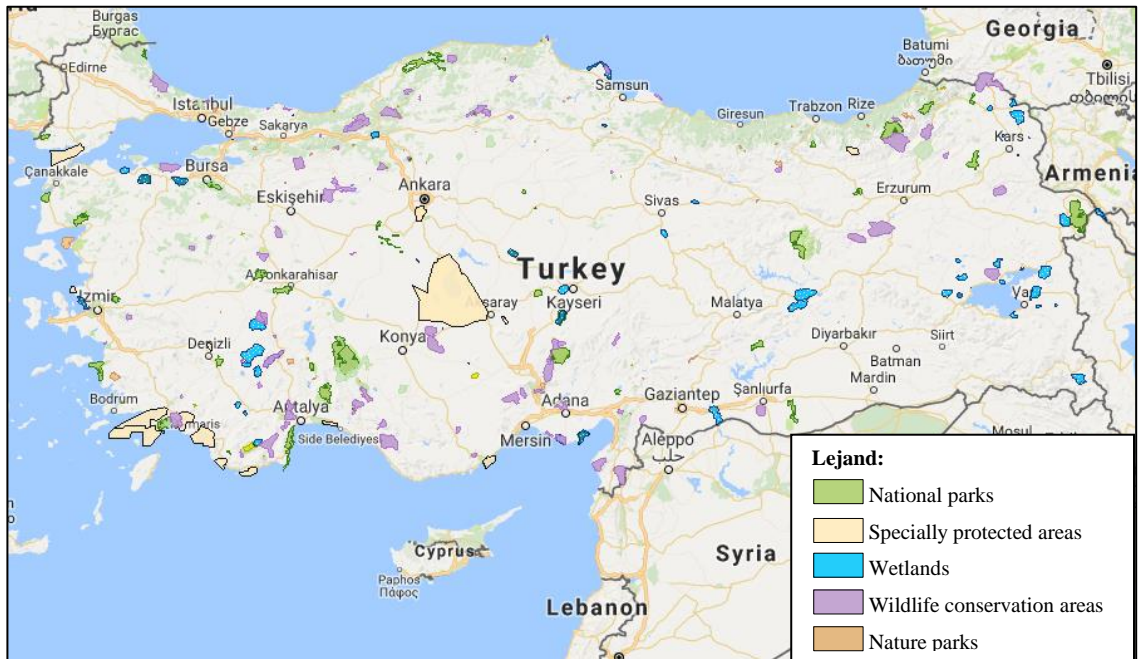 Burgas
Бургас
Edirne
Istanbul
Gebze
Sakarya
Çanakkale
Bursa
Eskişehir
Ankara
Samsun
Giresun
Trabzon
Rize
Batumi
ბათუმი
Georgia
Tbilisi
Kars
Armenia
Erzurum
Sivas
Turkey
Kayseri
Malatya
Afyonkarahisar
Izmir
Aksaray
Konya
Denizli
Diyarbakır
Siirt
Batman
Mardin
Van
Bodrum
Marmaris
Antalya
Side Belediyesi
Mersin
Adana
Gaziantep
Şanlıurfa
Aleppo
حلب
Mosul
Cyprus
Paphos
Πάφος
Syria
Lebanon
Lejand:
National parks
Specially protected areas
Wetlands
Wildlife conservation areas
Nature parks